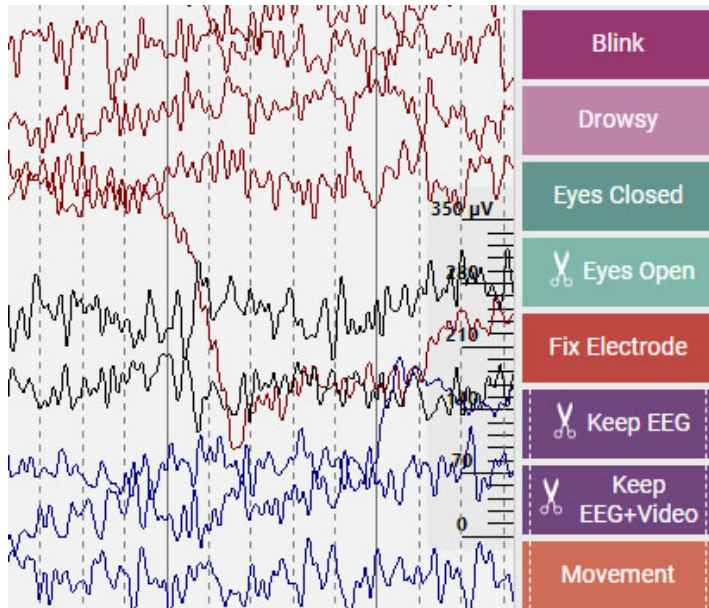 Blink
Drowsy
Eyes Closed
350 µV
Eyes Open
280
Fix Electrode
210
140
Keep EEG
70
Keep
EEG+Video
0
Movement